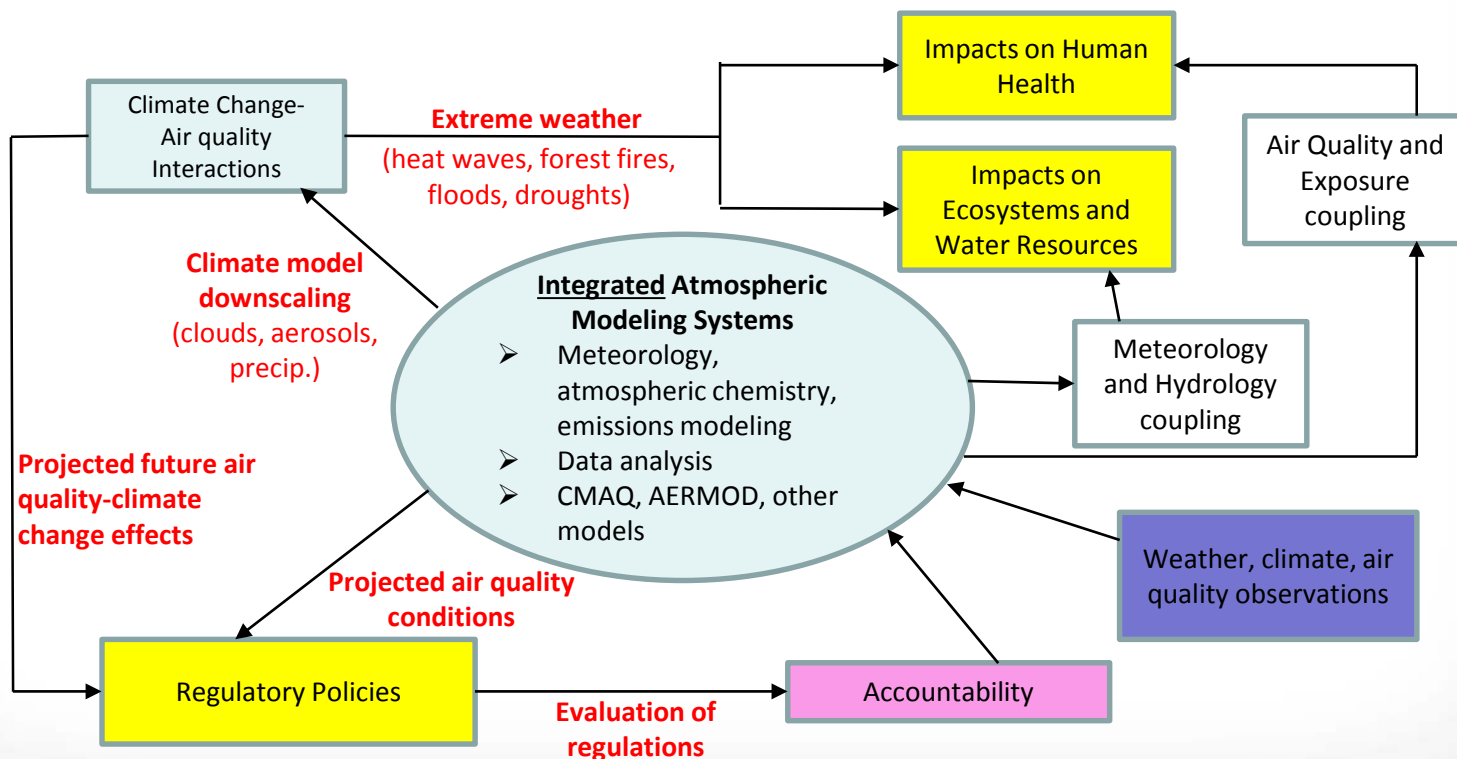 Climate Change-
Air quality
Interactions
Extreme weather
(heat waves, forest fires,
floods, droughts)
Impacts on Human
Health
Impacts on
Ecosystems and
Water Resources
Air Quality and
Exposure
coupling
Climate model
downscaling
(clouds, aerosols,
precip.)
Integrated Atmospheric
Modeling Systems
➢ Meteorology,
atmospheric chemistry,
emissions modeling
➢ Data analysis
➢ CMAQ, AERMOD, other
models
Meteorology
and Hydrology
coupling
Projected future air
quality-climate
change effects
Projected air quality
conditions
Weather, climate, air
quality observations
Regulatory Policies
Evaluation of
regulations
Accountability